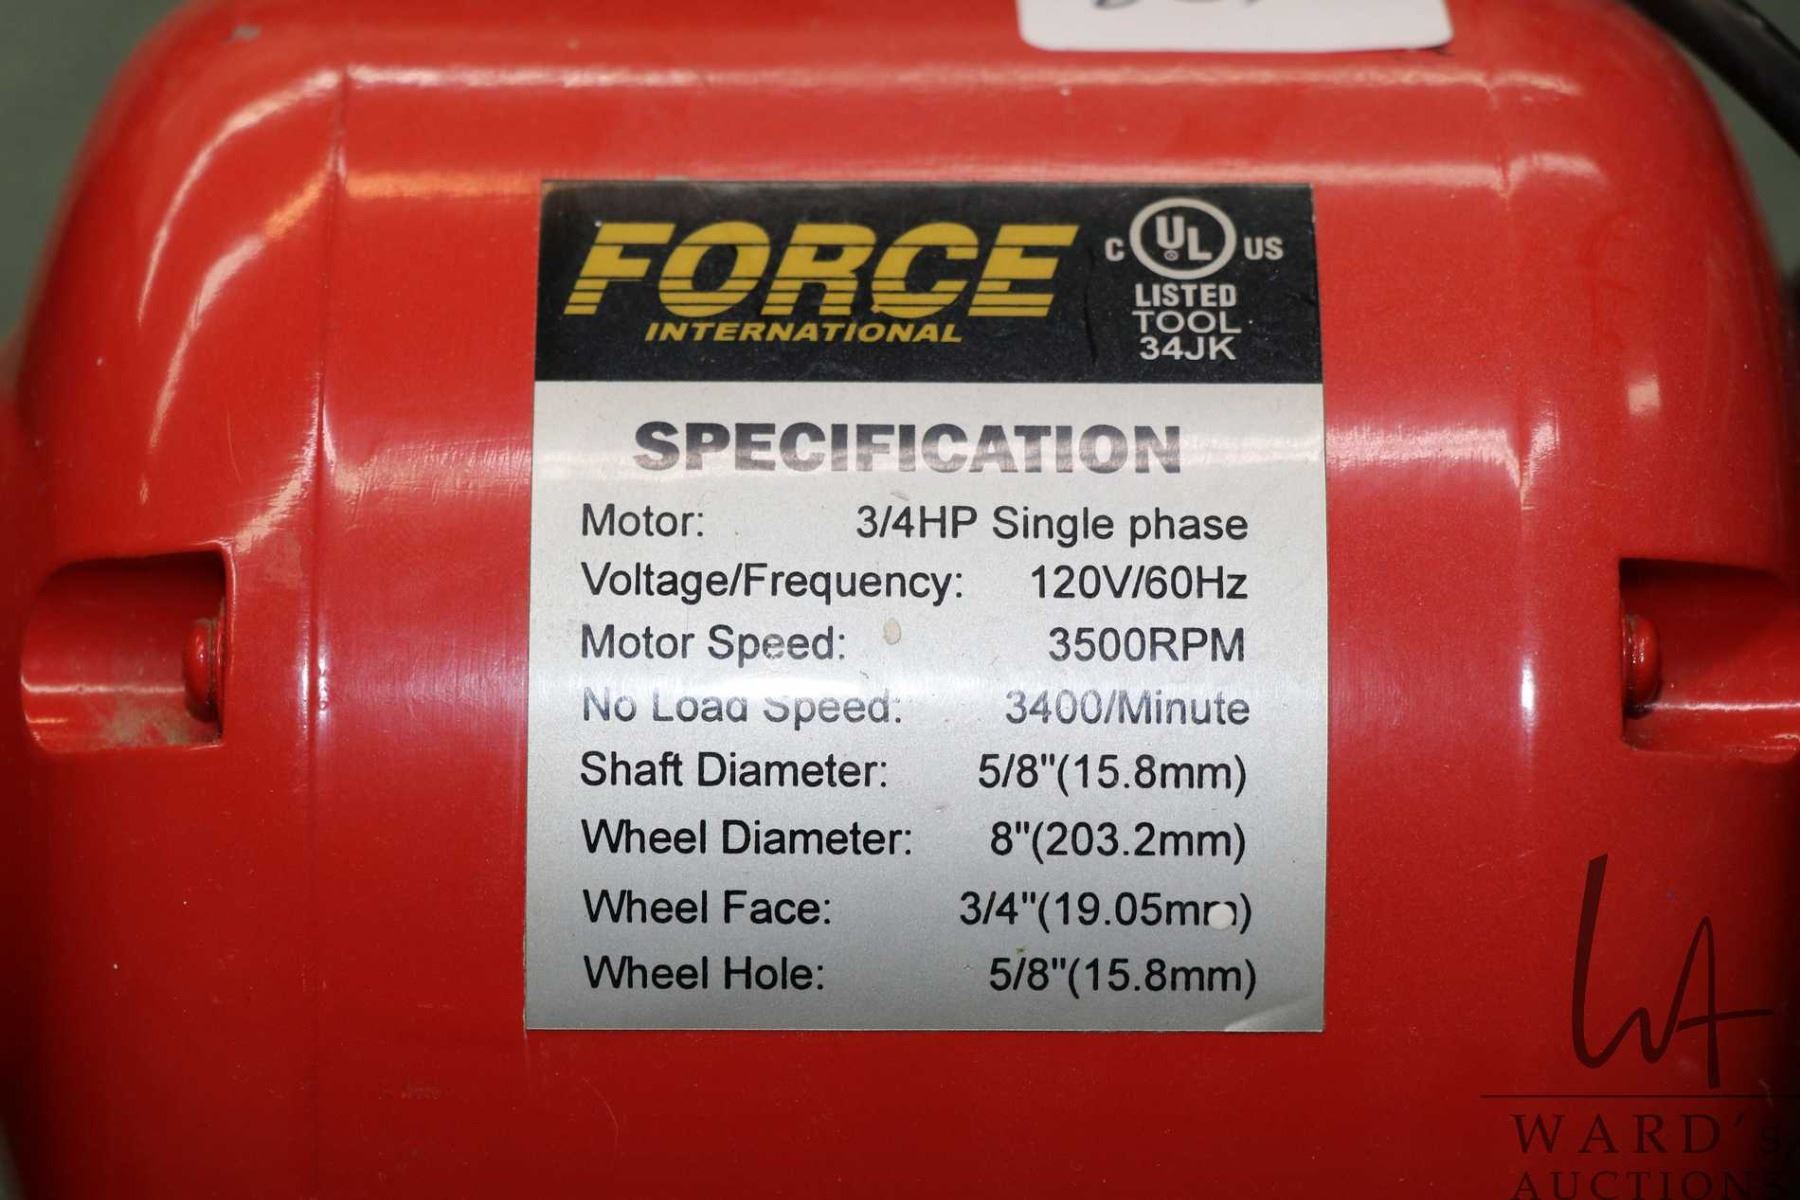 FORCE
INTERNATIONAL
C UL US
LISTED
TOOL
34JK
SPECIFICATION
Motor: 3/4HP Single phase
Voltage/Frequency: 120V/60Hz
Motor Speed: 3500RPM
No Load Speed: 3400/Minute
Shaft Diameter: 5/8"(15.8mm)
Wheel Diameter: 8"(203.2mm)
Wheel Face: 3/4"(19.05mm)
Wheel Hole: 5/8"(15.8mm)
WA
WARD's
AUCTIONS